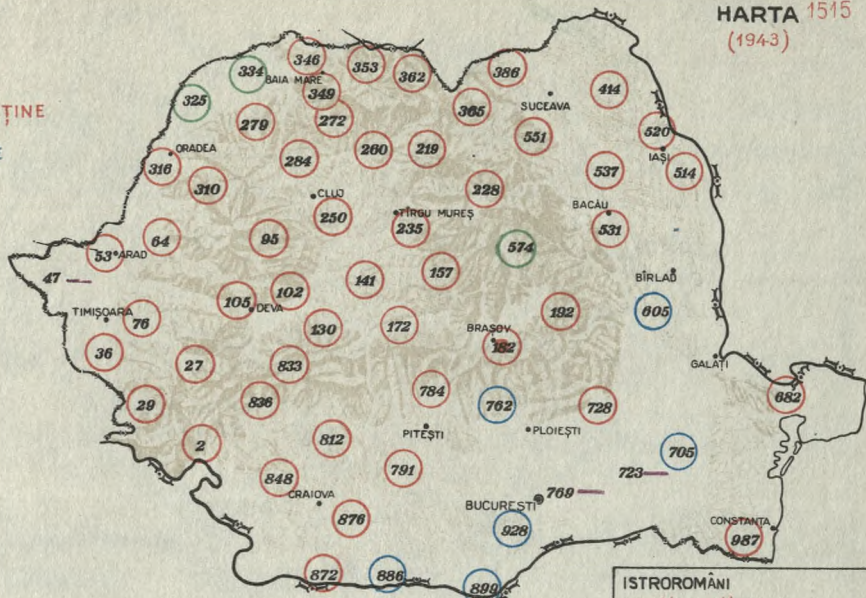 HARTA 1515
(1943)
346
353
362
386
334
BAIA MARE
349
325
365
SUCEAVA
414
ȚINE
279
272
551
520
ORADEA
IAȘI
316
284
260
219
537
514
310
228
CLUJ
250
TÎRGU MUREȘ
BACĂU
531
64
95
235
574
53
ARAD
47
141
157
BÎRLAD
105
102
DEVA
TIMIȘOARA
76
130
172
192
605
BRAȘOV
182
36
27
833
GALAȚI
29
836
784
762
728
682
2
812
PITEȘTI
PLOIEȘTI
705
848
791
723
CRAIOVA
BUCUREȘTI
769
876
928
CONSTANȚA
987
872
886
899
ISTROROMÂNI